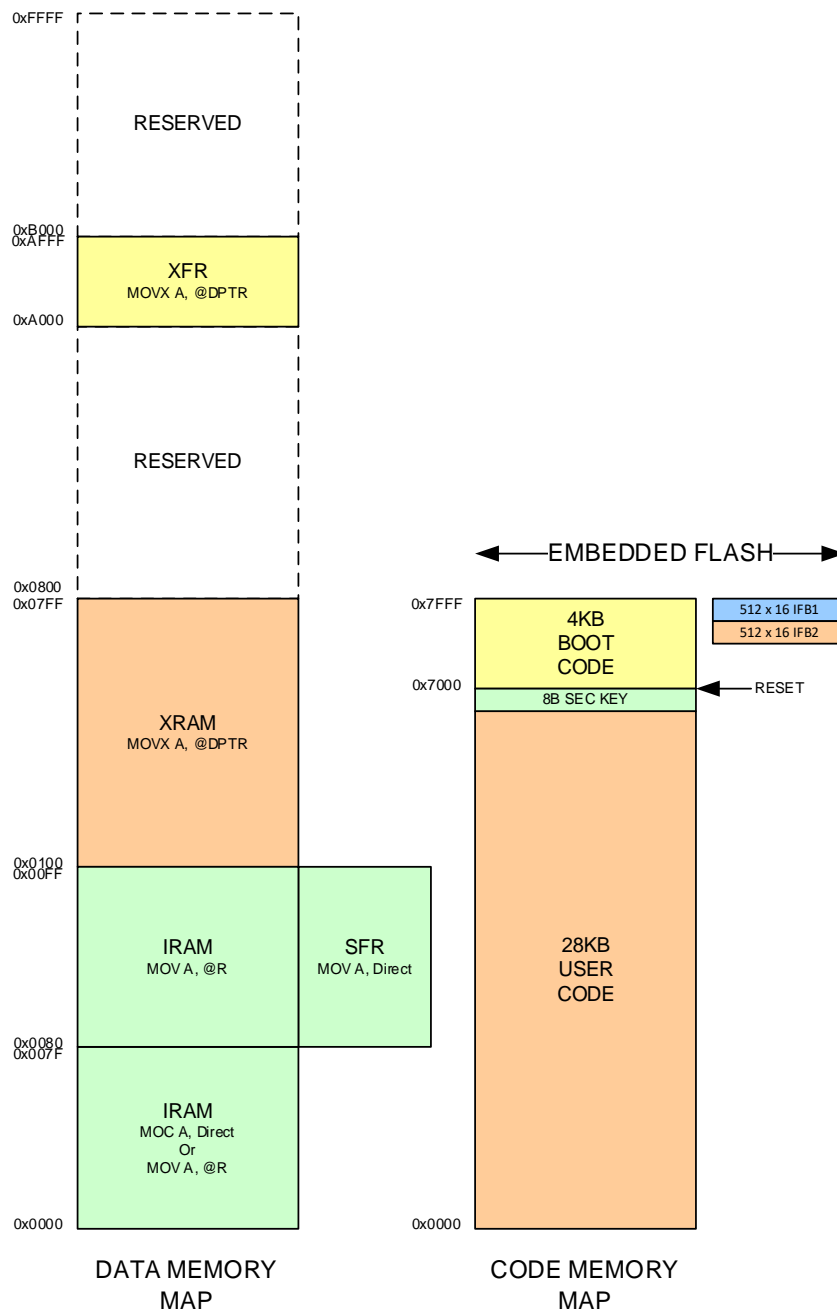 0xFFFF
RESERVED
0xB000
0xAFFF
XFR
MOVX A, @DPTR
0xA000
RESERVED
0x0800
0x07FF
XRAM
MOVX A, @DPTR
0x0100
0x00FF
IRAM
MOV A, @R
SFR
MOV A, Direct
0x0080
0x007F
IRAM
MOC A, Direct
Or
MOV A, @R
0x0000
DATA MEMORY
MAP
EMBEDDED FLASH
0x7FFF
4KB
BOOT
CODE
512 x 16 IFB1
512 x 16 IFB2
0x7000
RESET
8B SEC KEY
28KB
USER
CODE
0x0000
CODE MEMORY
MAP